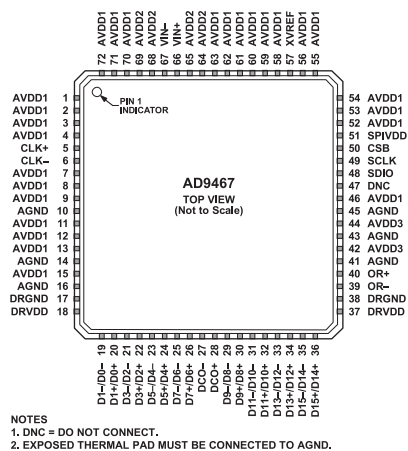 72 AVDD1
71 AVDD1
70 AVDD1
69 AVDD2
68 AVDD2
67 VIN–
66 VIN+
65 AVDD2
64 AVDD2
63 AVDD1
62 AVDD1
61 AVDD1
60 AVDD1
59 AVDD1
58 AVDD1
57 XVREF
56 AVDD1
55 AVDD1
AVDD1 1
AVDD1 2
AVDD1 3
AVDD1 4
CLK+ 5
CLK– 6
AVDD1 7
AVDD1 8
AVDD1 9
AGND 10
AVDD1 11
AVDD1 12
AVDD1 13
AGND 14
AVDD1 15
AGND 16
DRGND 17
DRVDD 18
PIN 1
INDICATOR
AD9467
TOP VIEW
(Not to Scale)
54 AVDD1
53 AVDD1
52 AVDD1
51 SPIVDD
50 CSB
49 SCLK
48 SDIO
47 DNC
46 AVDD1
45 AGND
44 AVDD3
43 AGND
42 AVDD3
41 AGND
40 OR+
39 OR–
38 DRGND
37 DRVDD
D1–/D0– 19
D1+/D0+ 20
D3–/D2– 21
D3+/D2+ 22
D5–/D4– 23
D5+/D4+ 24
D7–/D6– 25
D7+/D6+ 26
DCO– 27
DCO+ 28
D9–/D8– 29
D9+/D8+ 30
D11–/D10– 31
D11+/D10+ 32
D13–/D12– 33
D13+/D12+ 34
D15–/D14– 35
D15+/D14+ 36
NOTES
1. DNC = DO NOT CONNECT.
2. EXPOSED THERMAL PAD MUST BE CONNECTED TO AGND.